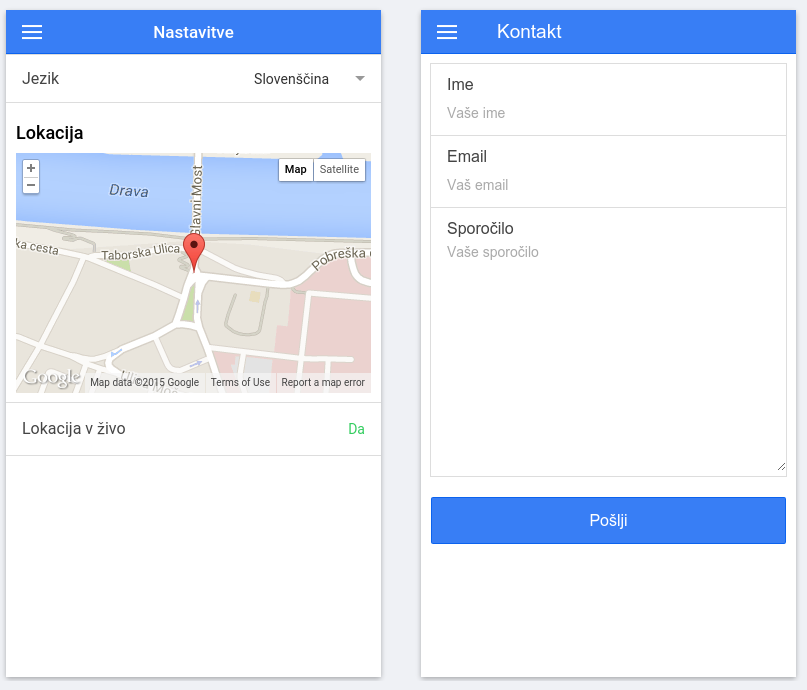 Nastavitve
Jezik
Slovenščina
Lokacija
+
−
Map
Satellite
Drava
Glavni Most
ka cesta
Taborska Ulica
Pobreška
Google
Map data ©2015 Google
Terms of Use
Report a map error
Lokacija v živo
Da
Kontakt
Ime
Vaše ime
Email
Vaš email
Sporočilo
Vaše sporočilo
Pošlji